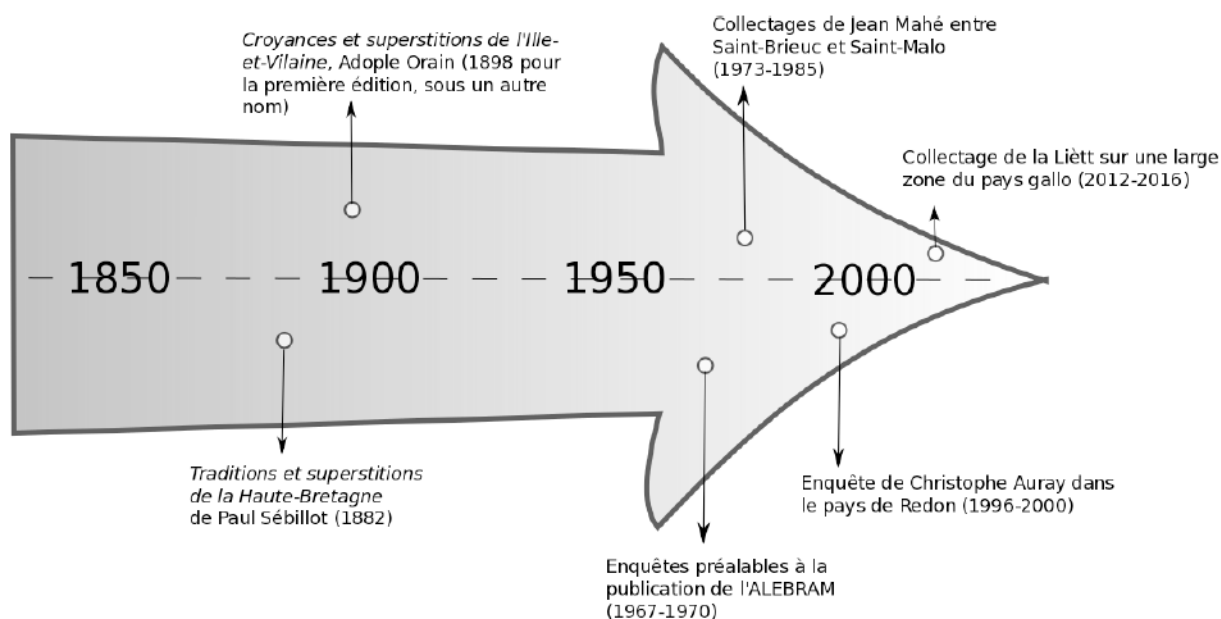 Croyances et superstitions de l'Ille-
et-Vilaine, Adople Orain (1898 pour
la première édition, sous un autre
nom)
Collectages de Jean Mahé entre
Saint-Brieuc et Saint-Malo
(1973-1985)
Collectage de la Liètt sur une large
zone du pays gallo (2012-2016)
1850
1900
1950
2000
Traditions et superstitions
de la Haute-Bretagne
de Paul Sébillot (1882)
Enquêtes préalables à la
publication de l'ALEBRAM
(1967-1970)
Enquête de Christophe Auray dans
le pays de Redon (1996-2000)